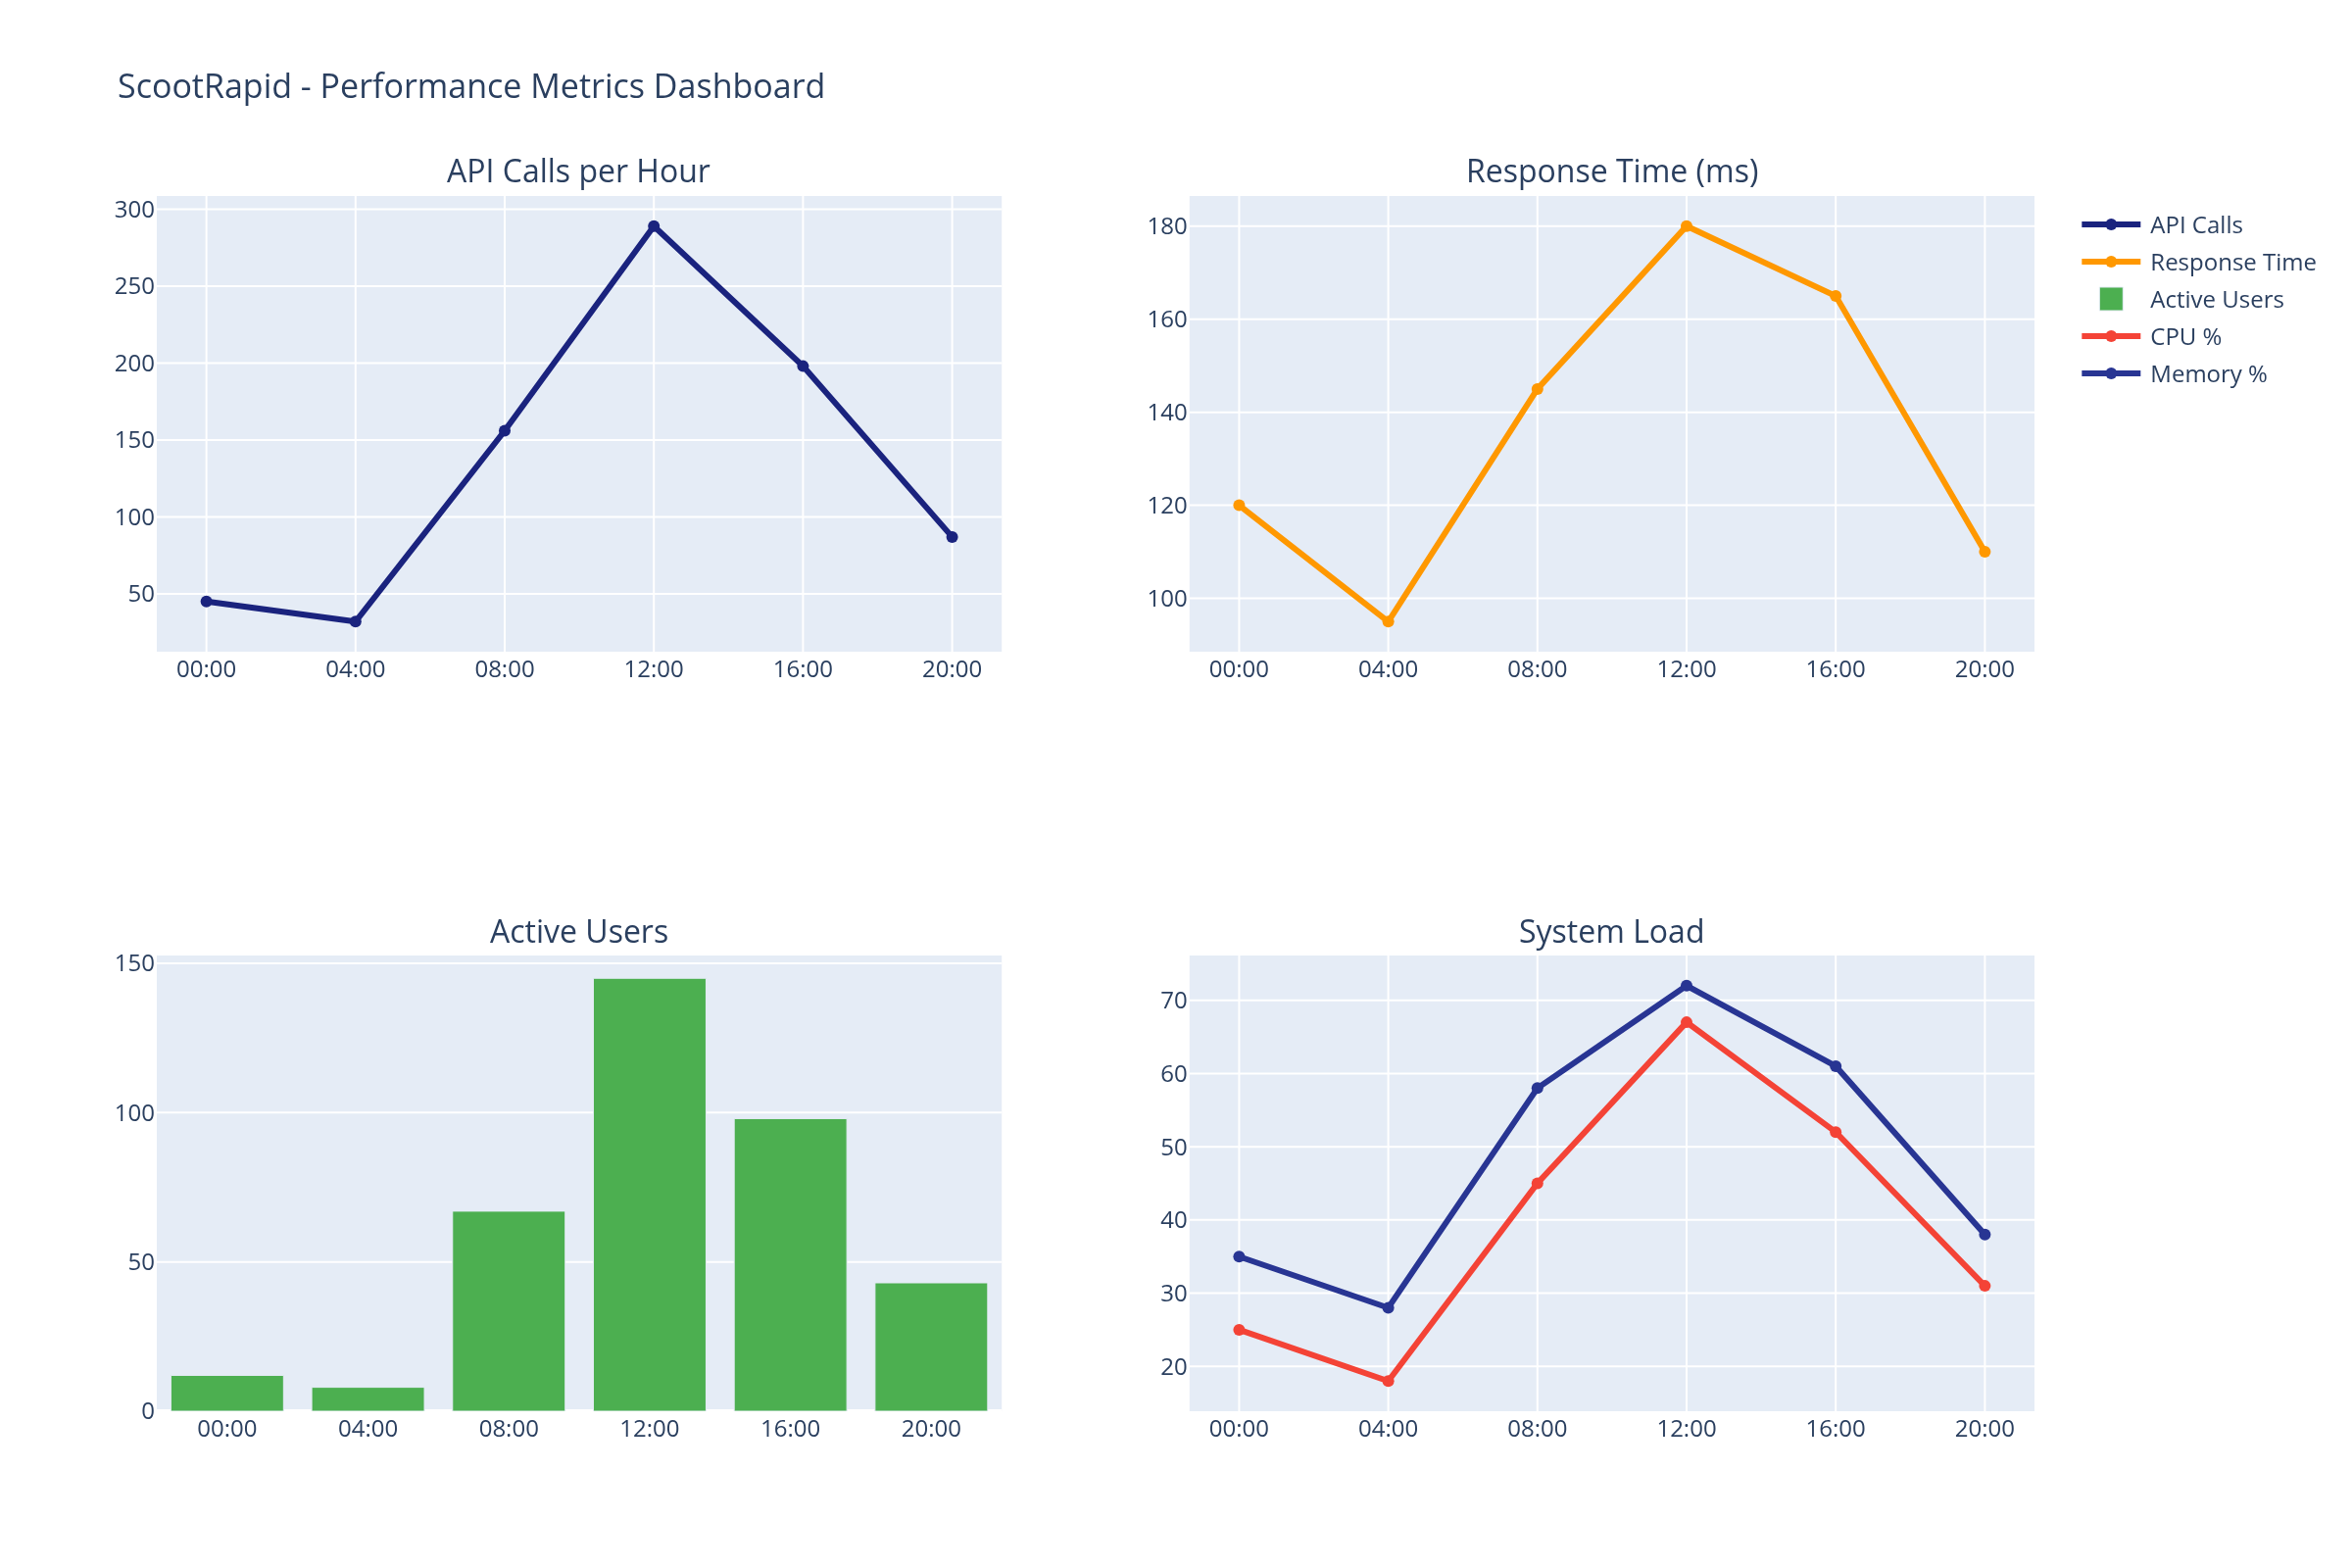 ScootRapid - Performance Metrics Dashboard
API Calls per Hour
300
250
200
150
100
50
00:00 04:00 08:00 12:00 16:00 20:00
Response Time (ms)
180
160
140
120
100
00:00 04:00 08:00 12:00 16:00 20:00
API Calls
Response Time
Active Users
CPU %
Memory %
Active Users
150
100
50
0
00:00 04:00 08:00 12:00 16:00 20:00
System Load
70
60
50
40
30
20
00:00 04:00 08:00 12:00 16:00 20:00